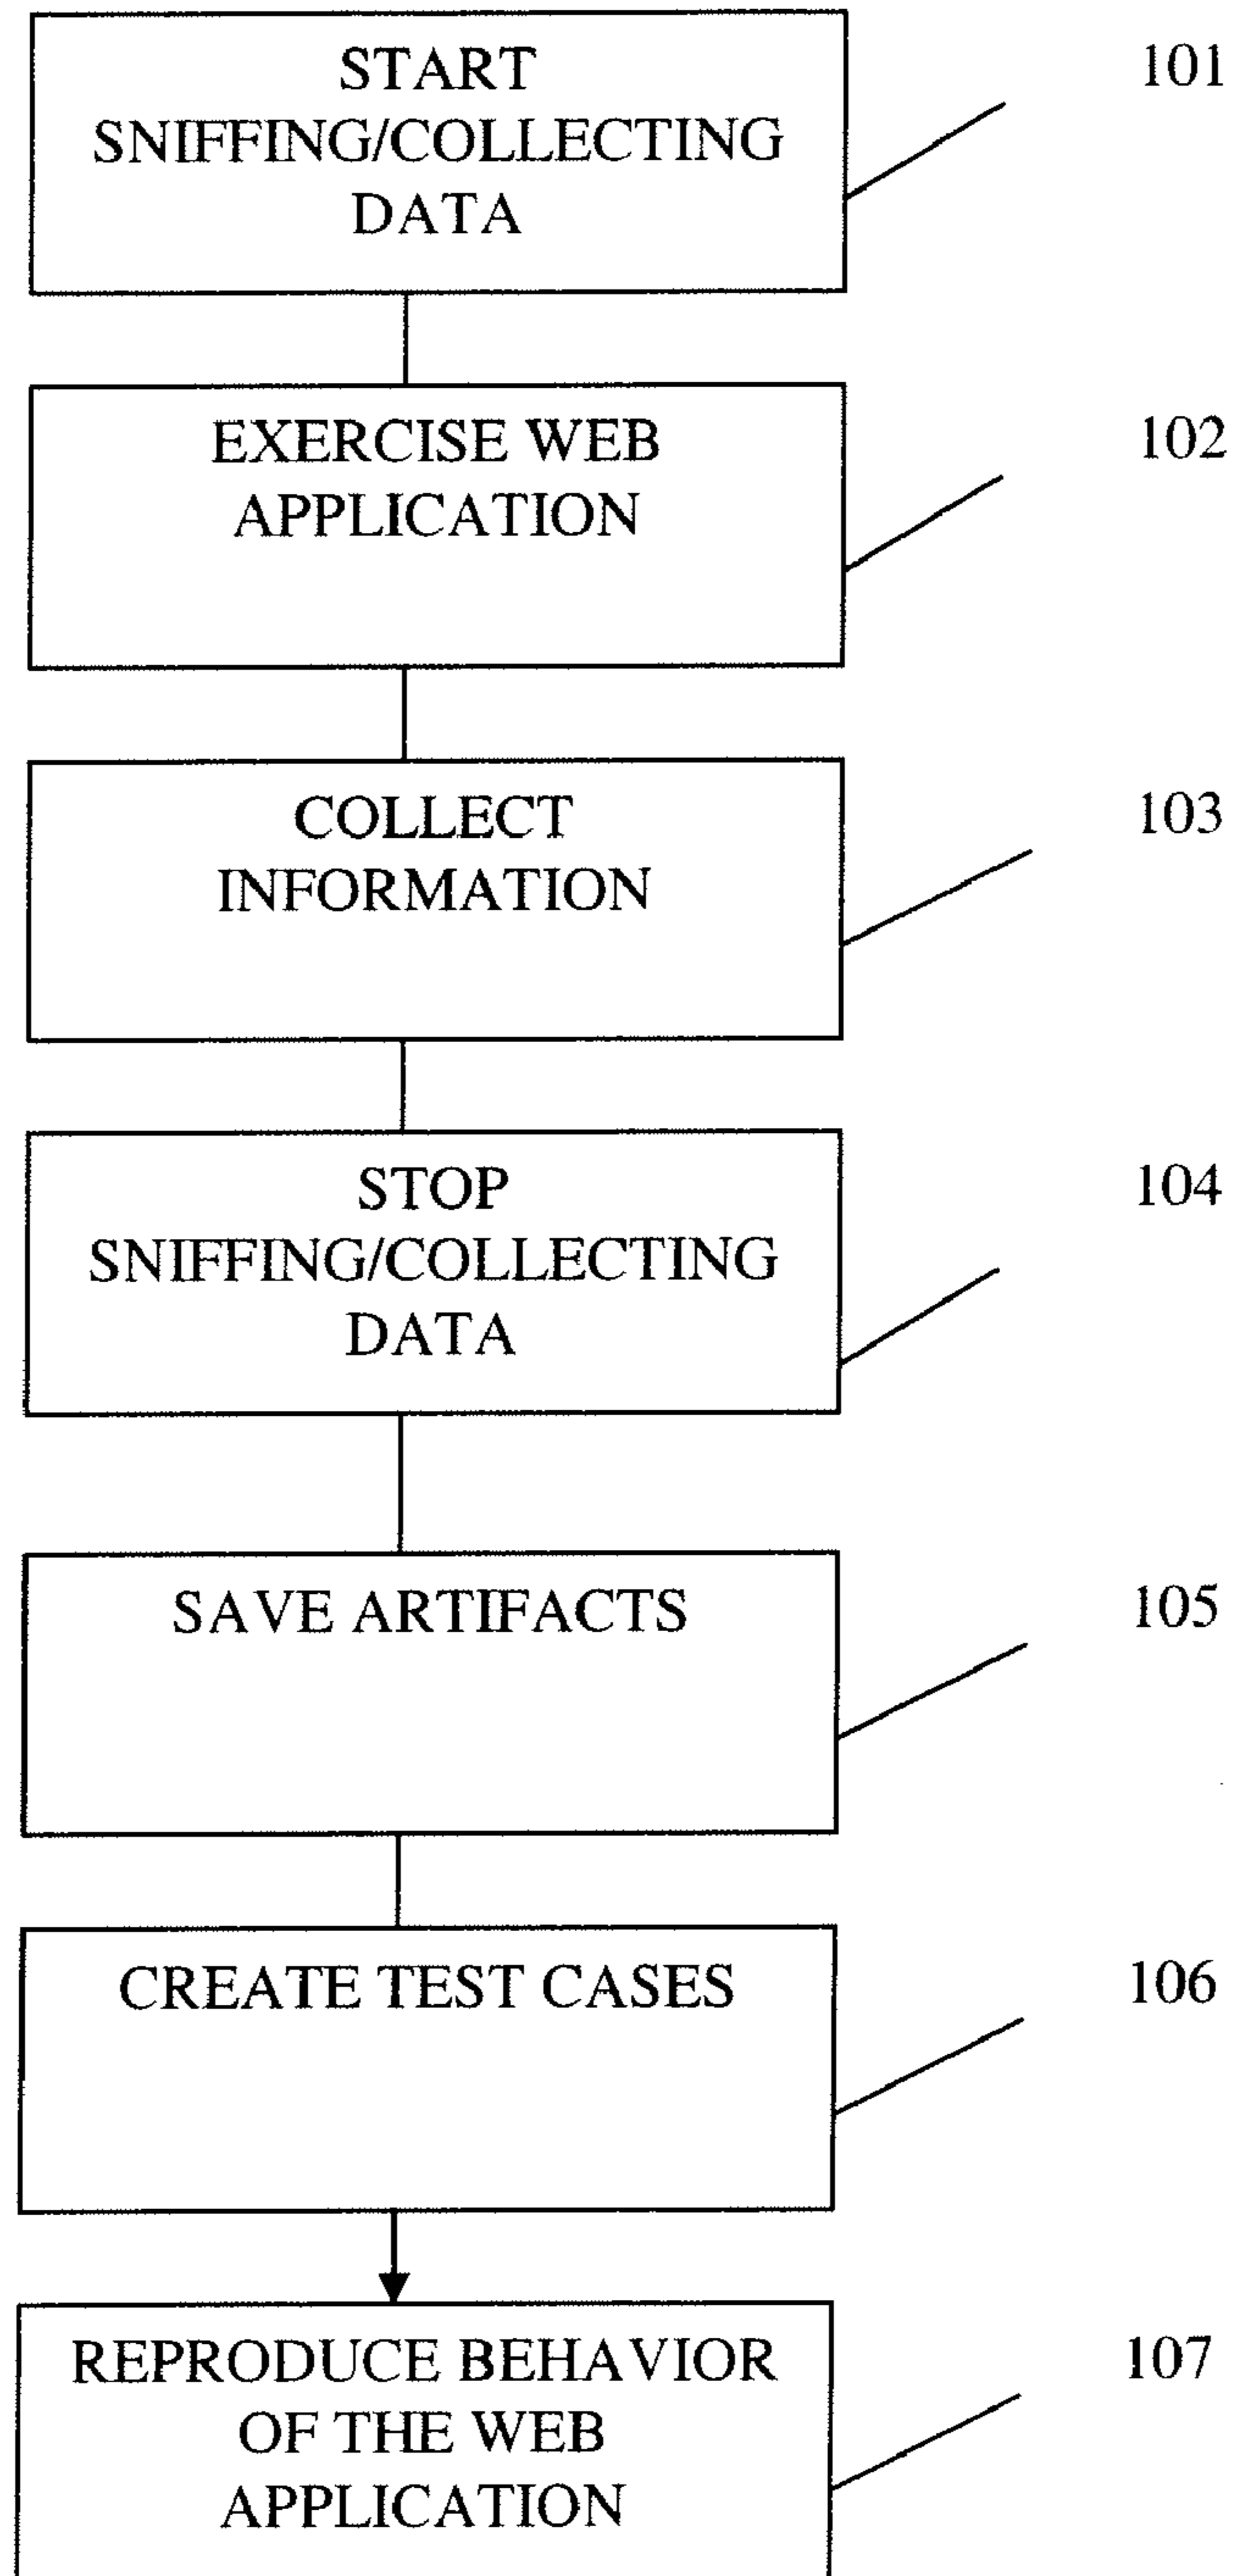 START
SNIFFING/COLLECTING
DATA
101
EXERCISE WEB
APPLICATION
102
COLLECT
INFORMATION
103
STOP
SNIFFING/COLLECTING
DATA
104
SAVE ARTIFACTS
105
CREATE TEST CASES
106
REPRODUCE BEHAVIOR
OF THE WEB
APPLICATION
107